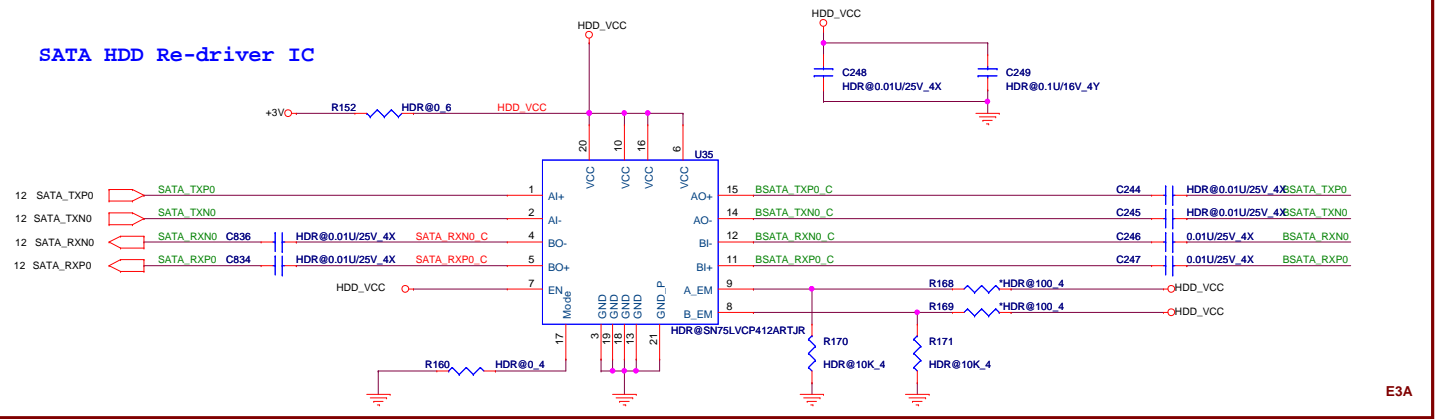 HDD_VCC
HDD_VCC
SATA HDD Re-driver IC
C248
HDR@0.01U/25V_4X
C249
HDR@0.1U/16V_4Y
+3V R152 HDR@0_6 HDD_VCC
20 10 16 6
U35
VCC VCC VCC VCC
12 SATA_TXP0 SATA_TXP0 1 AI+ AO+ 15 BSATA_TXP0_C C244 HDR@0.01U/25V_4X BSATA_TXP0
12 SATA_TXN0 SATA_TXN0 2 AI- AO- 14 BSATA_TXN0_C C245 HDR@0.01U/25V_4X BSATA_TXN0
12 SATA_RXN0 SATA_RXN0 C836 HDR@0.01U/25V_4X SATA_RXN0_C 4 BO- BI- 12 BSATA_RXN0_C C246 0.01U/25V_4X BSATA_RXN0
12 SATA_RXP0 SATA_RXP0 C834 HDR@0.01U/25V_4X SATA_RXP0_C 5 BO+ BI+ 11 BSATA_RXP0_C C247 0.01U/25V_4X BSATA_RXP0
HDD_VCC 7 EN A_EM 9 R168 *HDR@100_4 HDD_VCC
B_EM 8 R169 *HDR@100_4 HDD_VCC
Mode GND GND GND GND GND_P
HDR@SN75LVCP412ARTJR
17 3 19 18 13 21
R170
HDR@10K_4
R171
HDR@10K_4
R160 HDR@0_4
E3A